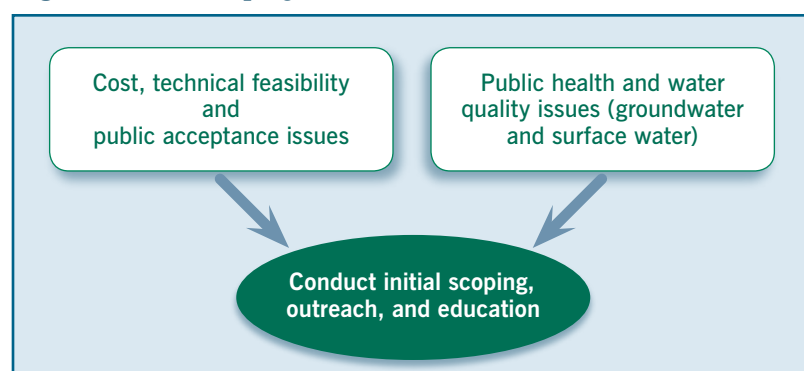 Cost, technical feasibility
and
public acceptance issues
Public health and water
quality issues (groundwater
and surface water)
Conduct initial scoping,
outreach, and education